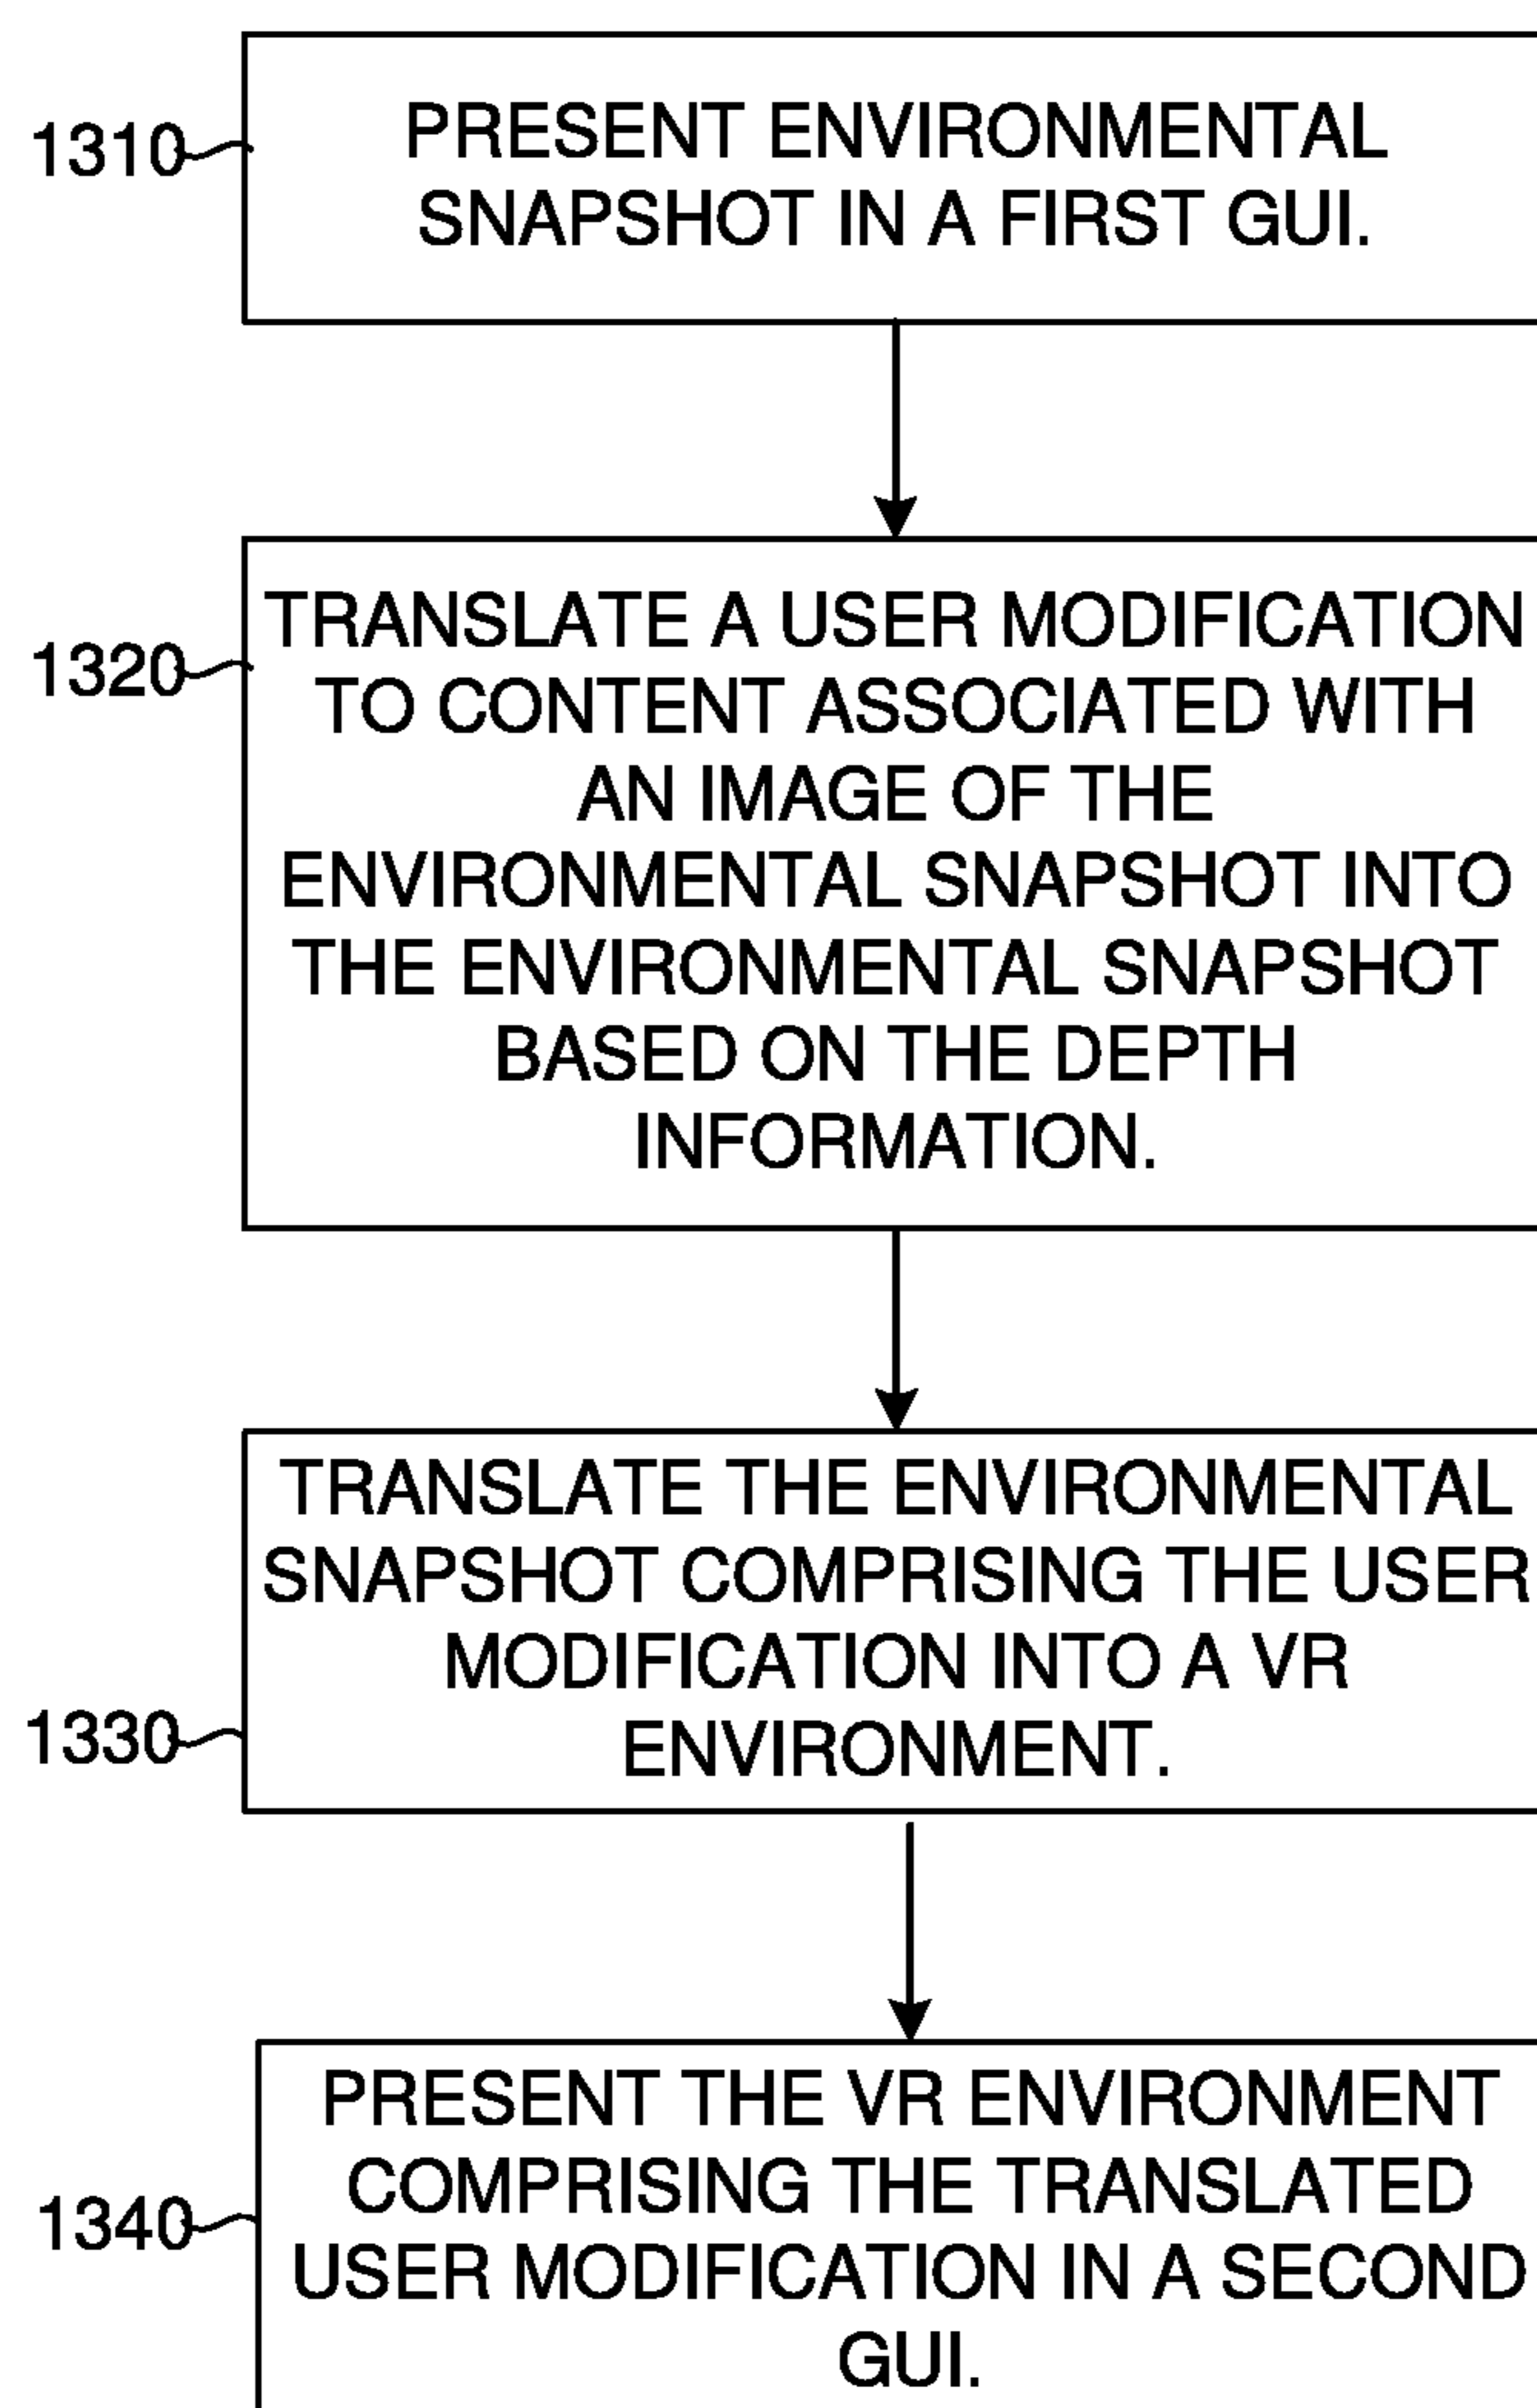 1310
PRESENT ENVIRONMENTAL
SNAPSHOT IN A FIRST GUI.
1320
TRANSLATE A USER MODIFICATION
TO CONTENT ASSOCIATED WITH
AN IMAGE OF THE
ENVIRONMENTAL SNAPSHOT INTO
THE ENVIRONMENTAL SNAPSHOT
BASED ON THE DEPTH
INFORMATION.
1330
TRANSLATE THE ENVIRONMENTAL
SNAPSHOT COMPRISING THE USER
MODIFICATION INTO A VR
ENVIRONMENT.
1340
PRESENT THE VR ENVIRONMENT
COMPRISING THE TRANSLATED
USER MODIFICATION IN A SECOND
GUI.